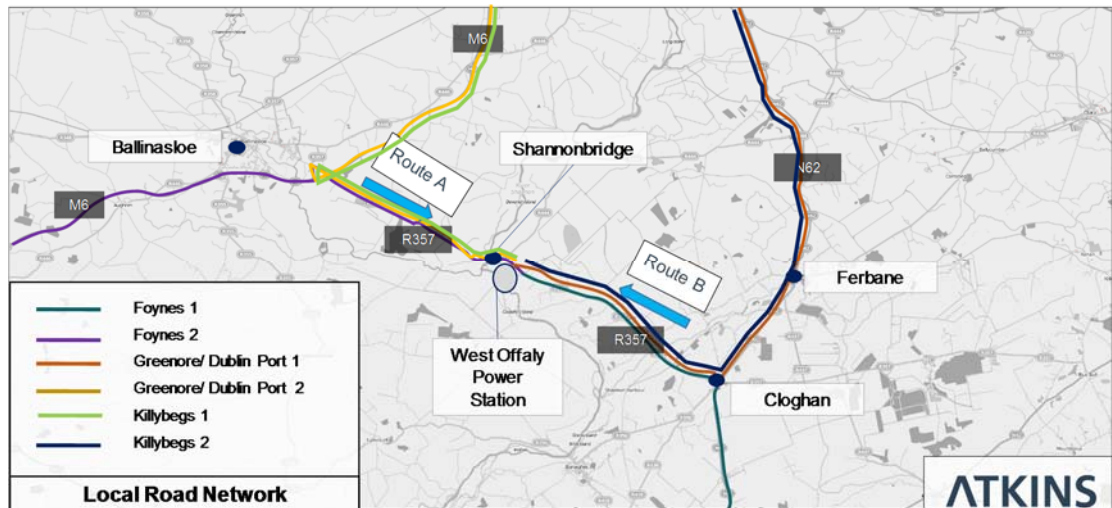 M6
Shannonbridge
Ballinasloe
Route A
N62
M6
R357
Route B
Ferbane
Foynes 1
Foynes 2
Greenore/ Dublin Port 1
Greenore/ Dublin Port 2
Killybegs 1
Killybegs 2
R357
West Offaly
Power
Station
Cloghan
Local Road Network
ATKINS